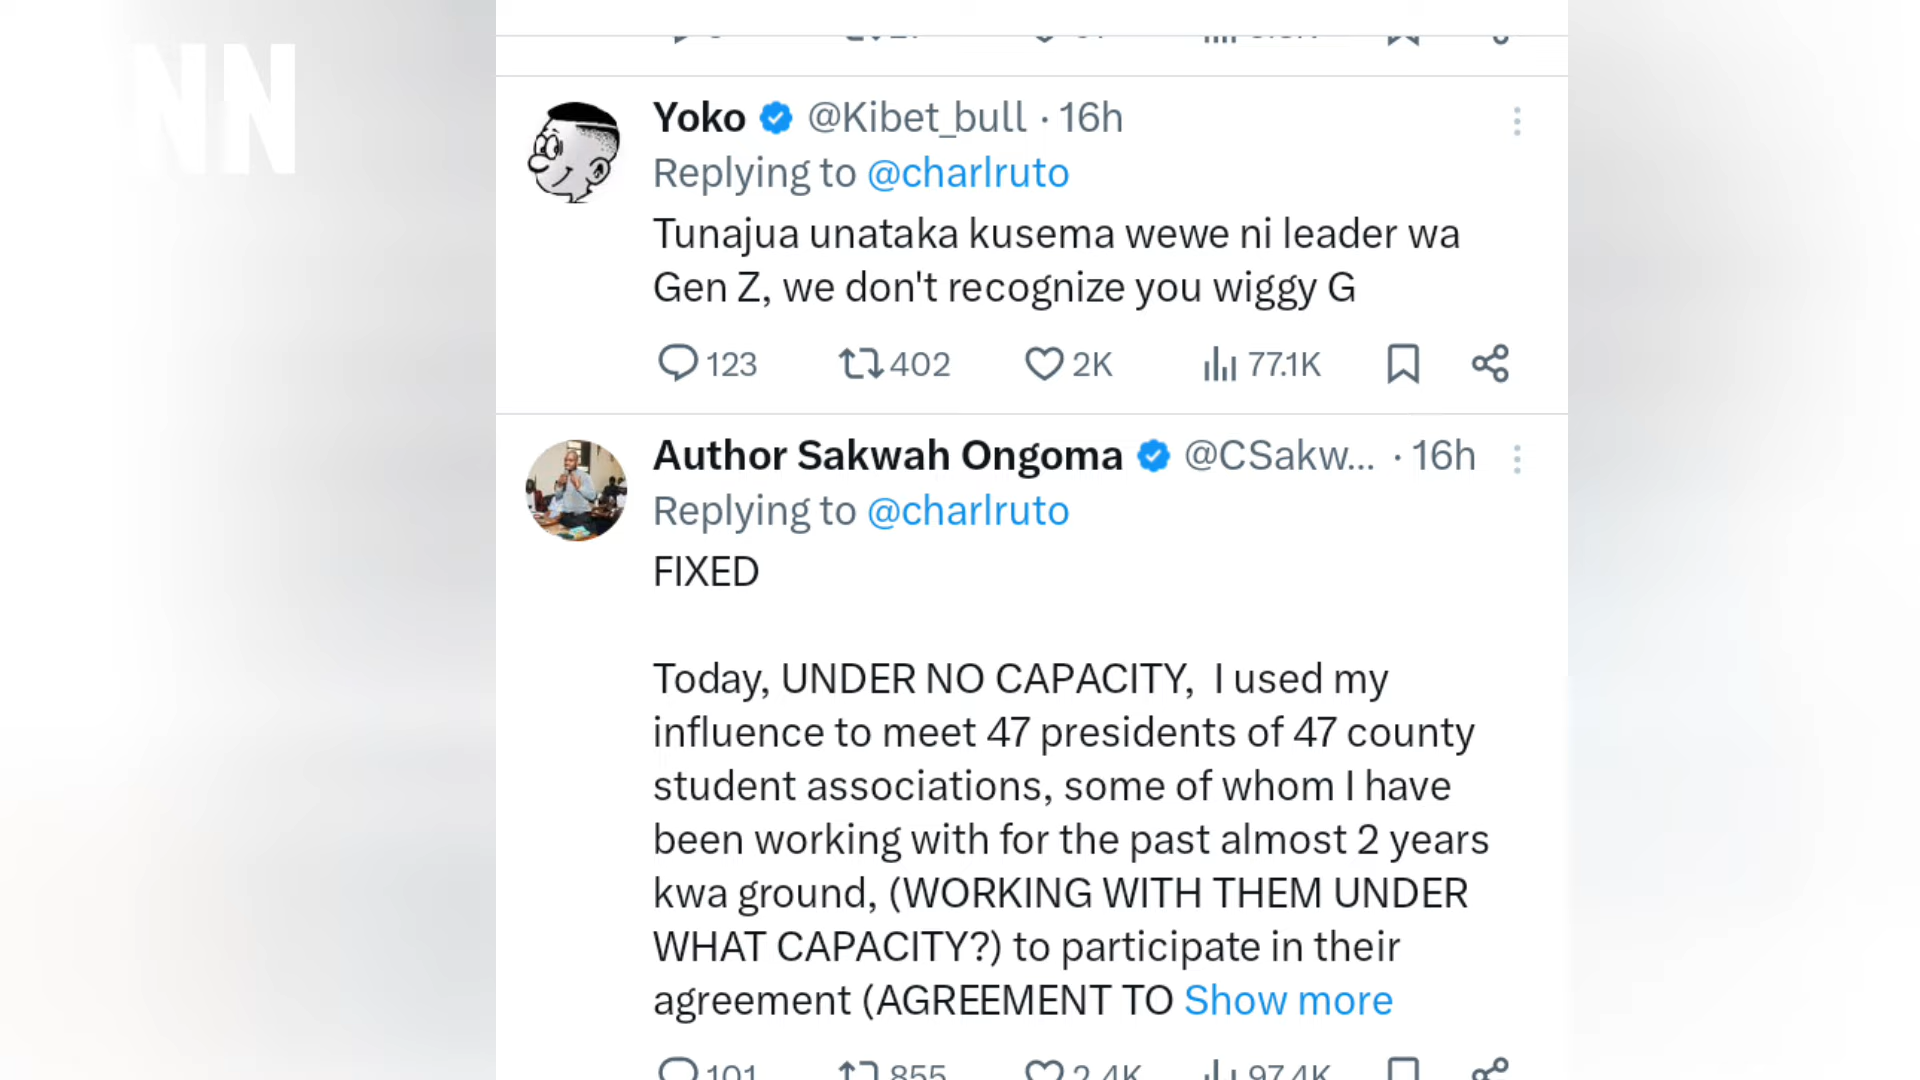 NN
Yoko @Kibet_bull · 16h
Replying to @charlruto
Tunajua unataka kusema wewe ni leader wa
Gen Z, we don't recognize you wiggy G
123 402 2K 77.1K
Author Sakwah Ongoma @CSakw... · 16h
Replying to @charlruto
FIXED
Today, UNDER NO CAPACITY, I used my
influence to meet 47 presidents of 47 county
student associations, some of whom I have
been working with for the past almost 2 years
kwa ground, (WORKING WITH THEM UNDER
WHAT CAPACITY?) to participate in their
agreement (AGREEMENT TO Show more
101 855 2.4K 97.4K